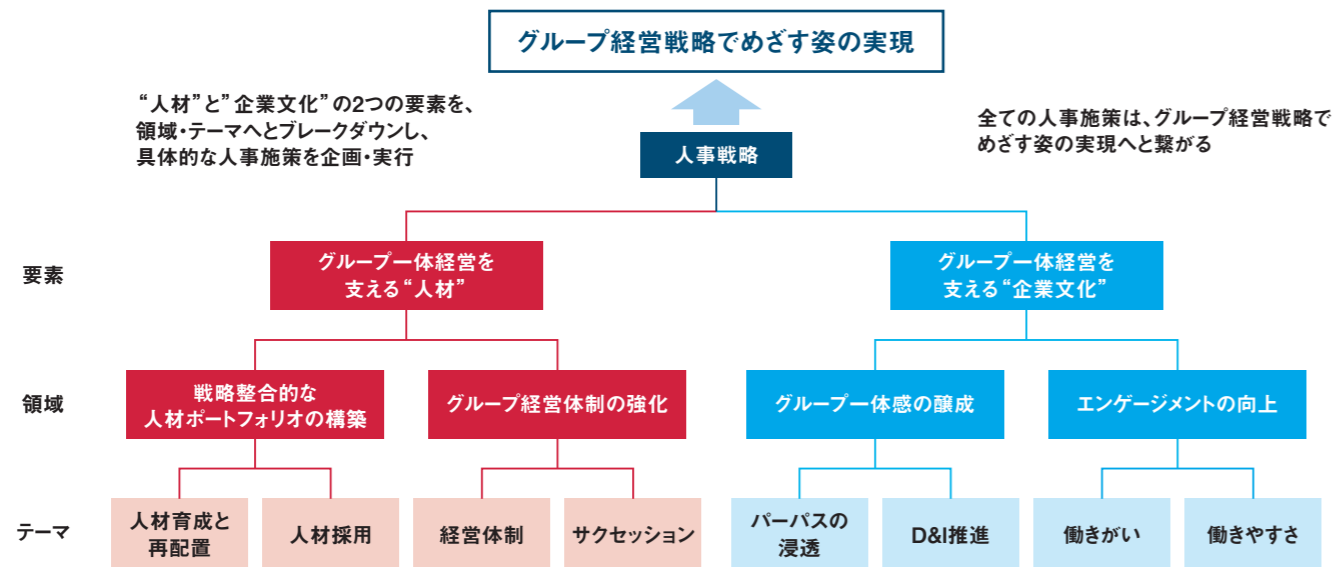 グループ経営戦略でめざす姿の実現
“人材”と”企業文化”の2つの要素を、
領域・テーマへとブレークダウンし、
具体的な人事施策を企画・実行
全ての人事施策は、グループ経営戦略で
めざす姿の実現へと繋がる
人事戦略
要素
グループ一体経営を
支える“人材”
グループ一体経営を
支える“企業文化”
領域
戦略整合的な
人材ポートフォリオの構築
グループ経営体制の強化
グループ一体感の醸成
エンゲージメントの向上
テーマ
人材育成と
再配置
人材採用
経営体制
サクセッション
パーパスの
浸透
D&I推進
働きがい
働きやすさ